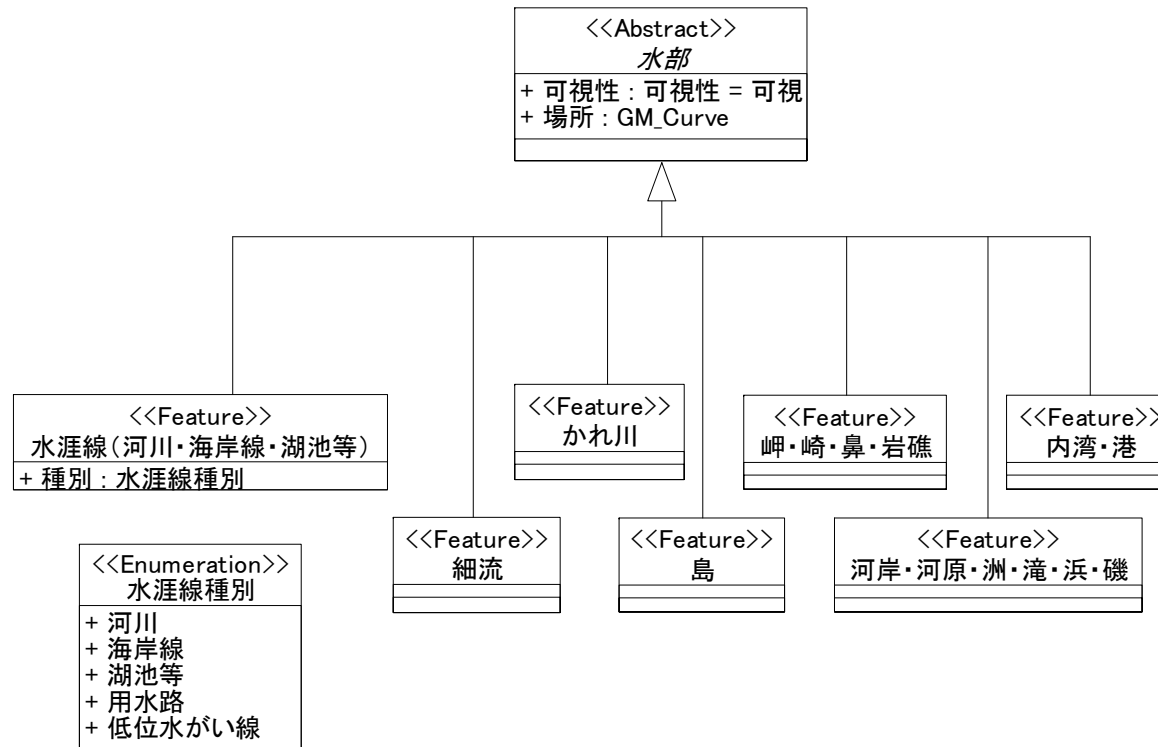 <<Abstract>>
水部
+ 可視性 : 可視性 = 可視
+ 場所 : GM_Curve
<<Feature>>
水涯線(河川・海岸線・湖池等)
+ 種別 : 水涯線種別
<<Feature>>
かれ川
<<Feature>>
岬・崎・鼻・岩礁
<<Feature>>
内湾・港
<<Feature>>
細流
<<Feature>>
島
<<Feature>>
河岸・河原・洲・滝・浜・磯
<<Enumeration>>
水涯線種別
+ 河川
+ 海岸線
+ 湖池等
+ 用水路
+ 低位水がい線